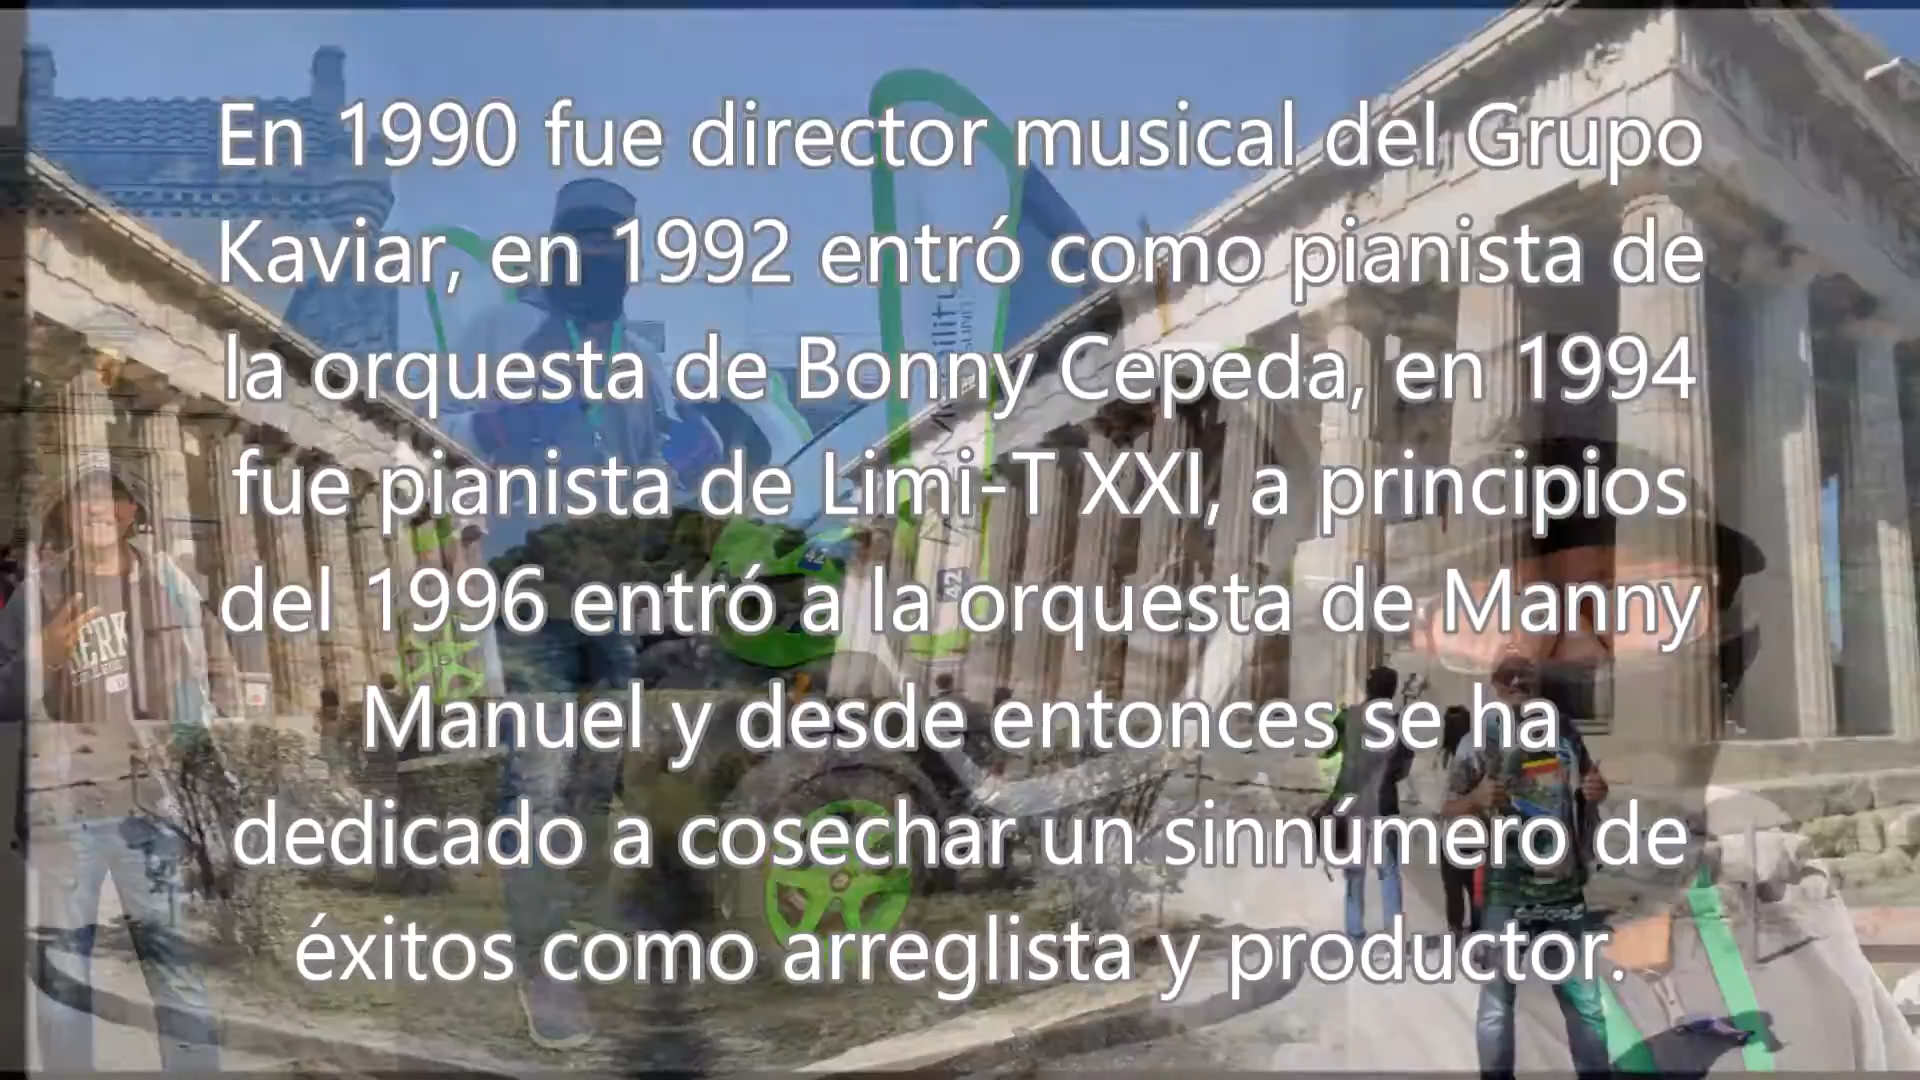 En 1990 fue director musical del Grupo
Kaviar, en 1992 entró como pianista de
la orquesta de Bonny Cepeda, en 1994
fue pianista de Limi-T XXI, a principios
del 1996 entró a la orquesta de Manny
Manuel y desde entonces se ha
dedicado a cosechar un sinnúmero de
éxitos como arreglista y productor.
42
42